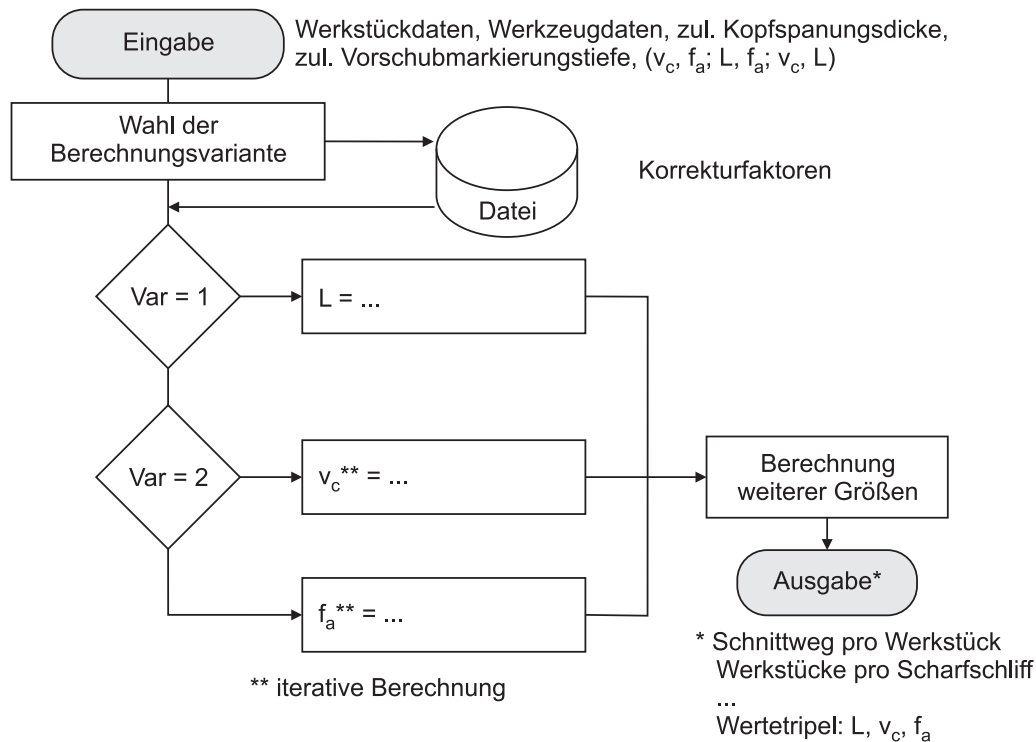 Eingabe
Werkstückdaten, Werkzeugdaten, zul. Kopfspanungsdicke,
zul. Vorschubmarkierungstiefe, (v_c, f_a; L, f_a; v_c, L)
Wahl der
Berechnungsvariante
Datei
Korrekturfaktoren
Var = 1
L = ...
Var = 2
v_c** = ...
Berechnung
weiterer Größen
f_a** = ...
Ausgabe*
** iterative Berechnung
* Schnittweg pro Werkstück
Werkstücke pro Scharfschliff
...
Wertetripel: L, v_c, f_a